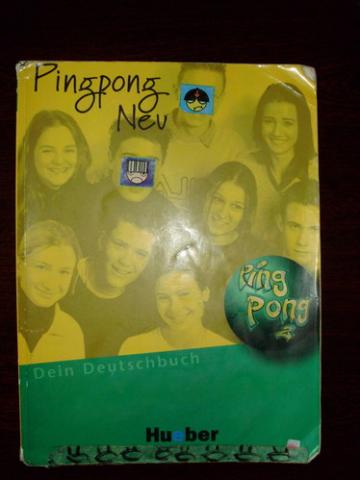 Pingpong
Neu
Ping
Pong
2
Dein Deutschbuch
Hueber